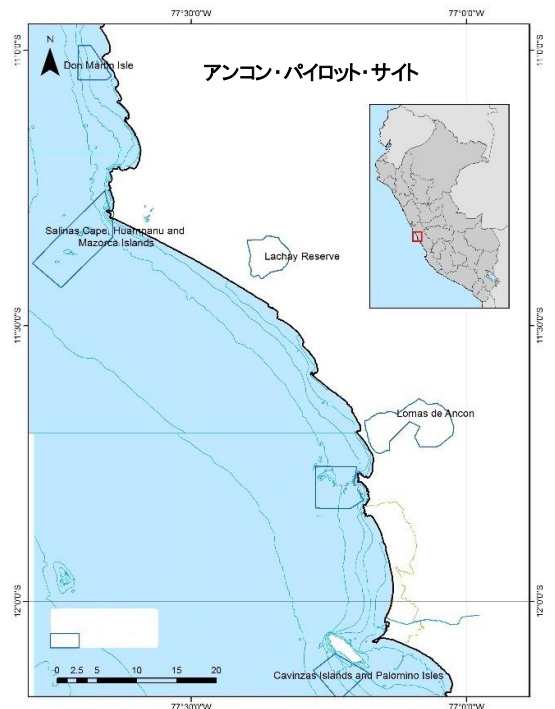 77°30'0"W 77°0'0"W
11°0'0"S 11°0'0"S
N
Don Martin Isle
アンコン・パイロット・サイト
Salinas Cape, Huampanu and
Mazorca Islands
Lachay Reserve
11°30'0"S 11°30'0"S
Lomas de Ancon
12°0'0"S 12°0'0"S
0 2.5 5 10 15 20
Cavinzas Islands and Palomino Isles
77°30'0"W 77°0'0"W